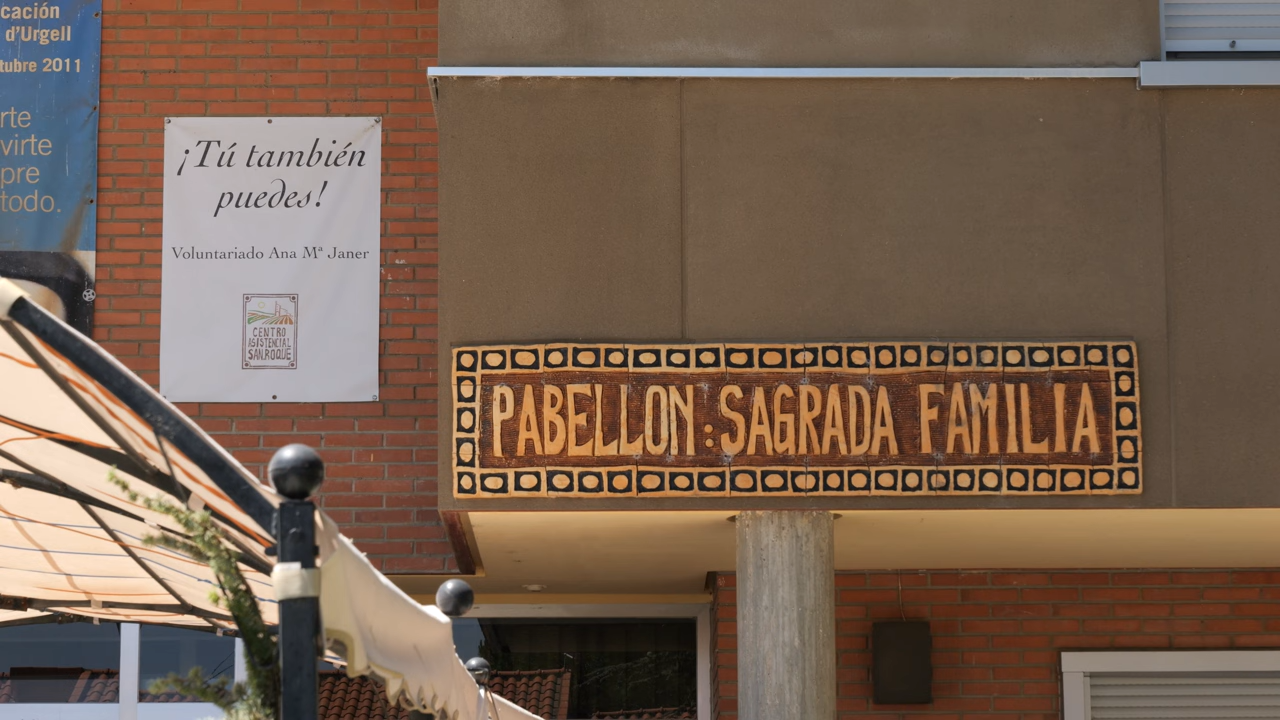 cación
d'Urgell
tubre 2011
rte
virte
pre
todo.
¡Tú también
puedes!
Voluntariado Ana Mª Janer
CENTRO
ASISTENCIAL
SAN ROQUE
PABELLON : SAGRADA FAMILIA